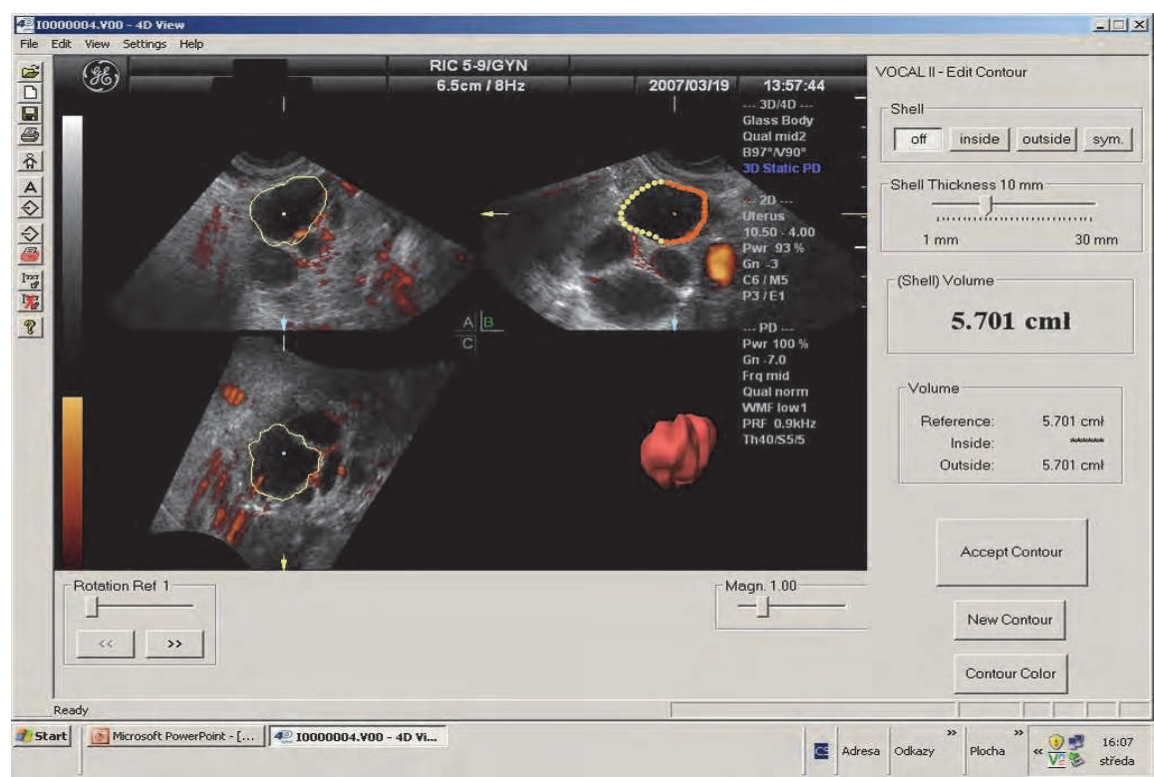 I0000004.V00 - 4D View
File Edit View Settings Help
GE
RIC 5-9/GYN
6.5cm / 8Hz
2007/03/19 13:57:44
--- 3D/4D ---
Glass Body
Qual mid2
B97°/V90°
3D Static PD
--- 2D ---
Uterus
10.50 - 4.00
Pwr 93 %
Gn -3
C6 / M5
P3 / E1
--- PD ---
Pwr 100 %
Gn -7.0
Frq mid
Qual norm
WMF low1
PRF 0.9kHz
Th40/S5/5
A B
C
VOCAL II - Edit Contour
Shell
off inside outside sym.
Shell Thickness 10 mm
1 mm 30 mm
(Shell) Volume
5.701 cmł
Volume
Reference: 5.701 cmł
Inside: ******
Outside: 5.701 cmł
Accept Contour
New Contour
Contour Color
Rotation Ref 1
<< >>
Magn. 1.00
Ready
Start Microsoft PowerPoint - [... I0000004.V00 - 4D Vi... CS Adresa Odkazy » Plocha » « 16:07
středa